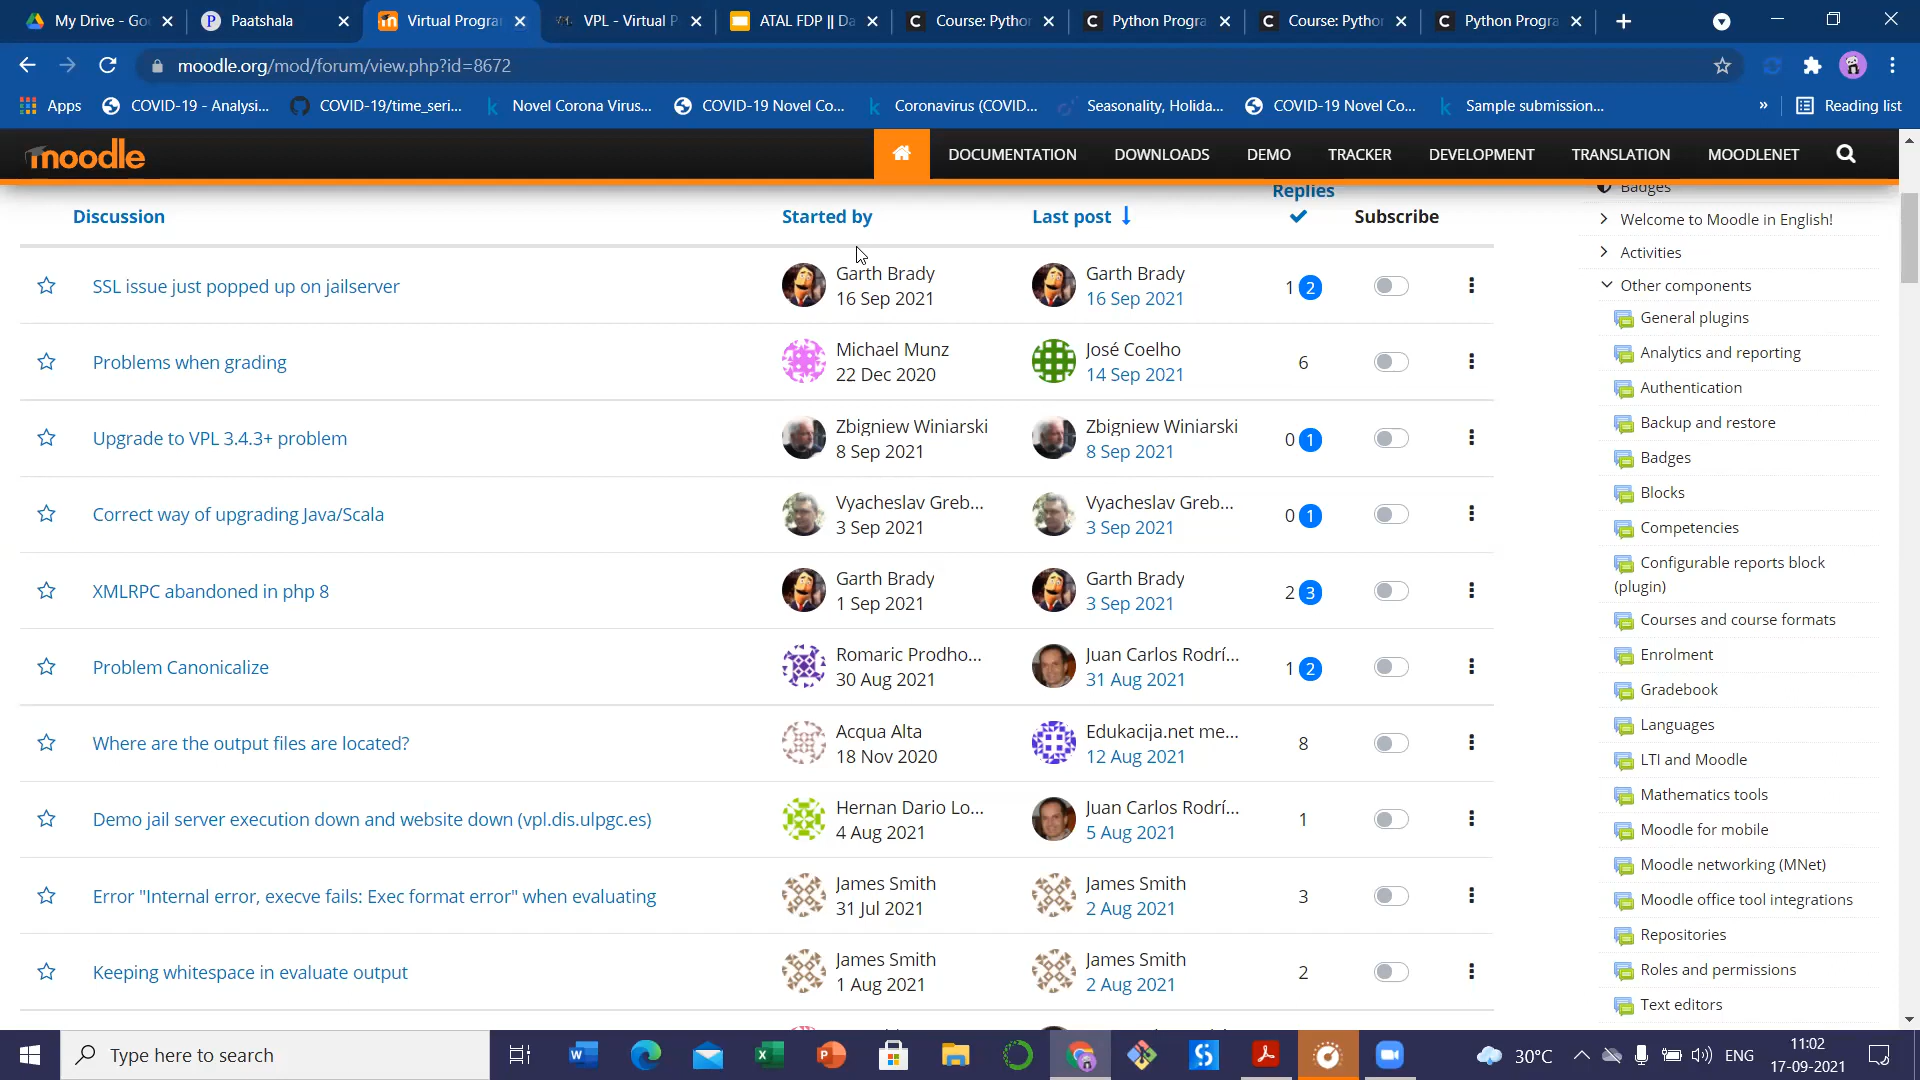 My Drive - Go
Paatshala
Virtual Progra
VPL - Virtual P
ATAL FDP || Da
Course: Pytho
Python Progra
Course: Pytho
Python Progra
moodle.org/mod/forum/view.php?id=8672
Apps
COVID-19 - Analysi...
COVID-19/time_seri...
Novel Corona Virus...
COVID-19 Novel Co...
Coronavirus (COVID...
Seasonality, Holida...
COVID-19 Novel Co...
Sample submission...
»
Reading list
moodle
DOCUMENTATION
DOWNLOADS
DEMO
TRACKER
DEVELOPMENT
TRANSLATION
MOODLENET
Discussion
Started by
Last post
Replies
Subscribe
SSL issue just popped up on jailserver
Garth Brady
16 Sep 2021
Garth Brady
16 Sep 2021
1 2
Problems when grading
Michael Munz
22 Dec 2020
José Coelho
14 Sep 2021
6
Upgrade to VPL 3.4.3+ problem
Zbigniew Winiarski
8 Sep 2021
Zbigniew Winiarski
8 Sep 2021
0 1
Correct way of upgrading Java/Scala
Vyacheslav Greb...
3 Sep 2021
Vyacheslav Greb...
3 Sep 2021
0 1
XMLRPC abandoned in php 8
Garth Brady
1 Sep 2021
Garth Brady
3 Sep 2021
2 3
Problem Canonicalize
Romaric Prodho...
30 Aug 2021
Juan Carlos Rodrí...
31 Aug 2021
1 2
Where are the output files are located?
Acqua Alta
18 Nov 2020
Edukacija.net me...
12 Aug 2021
8
Demo jail server execution down and website down (vpl.dis.ulpgc.es)
Hernan Dario Lo...
4 Aug 2021
Juan Carlos Rodrí...
5 Aug 2021
1
Error "Internal error, execve fails: Exec format error" when evaluating
James Smith
31 Jul 2021
James Smith
2 Aug 2021
3
Keeping whitespace in evaluate output
James Smith
1 Aug 2021
James Smith
2 Aug 2021
2
Badges
Welcome to Moodle in English!
Activities
Other components
General plugins
Analytics and reporting
Authentication
Backup and restore
Badges
Blocks
Competencies
Configurable reports block
(plugin)
Courses and course formats
Enrolment
Gradebook
Languages
LTI and Moodle
Mathematics tools
Moodle for mobile
Moodle networking (MNet)
Moodle office tool integrations
Repositories
Roles and permissions
Text editors
Type here to search
30°C
ENG
11:02
17-09-2021